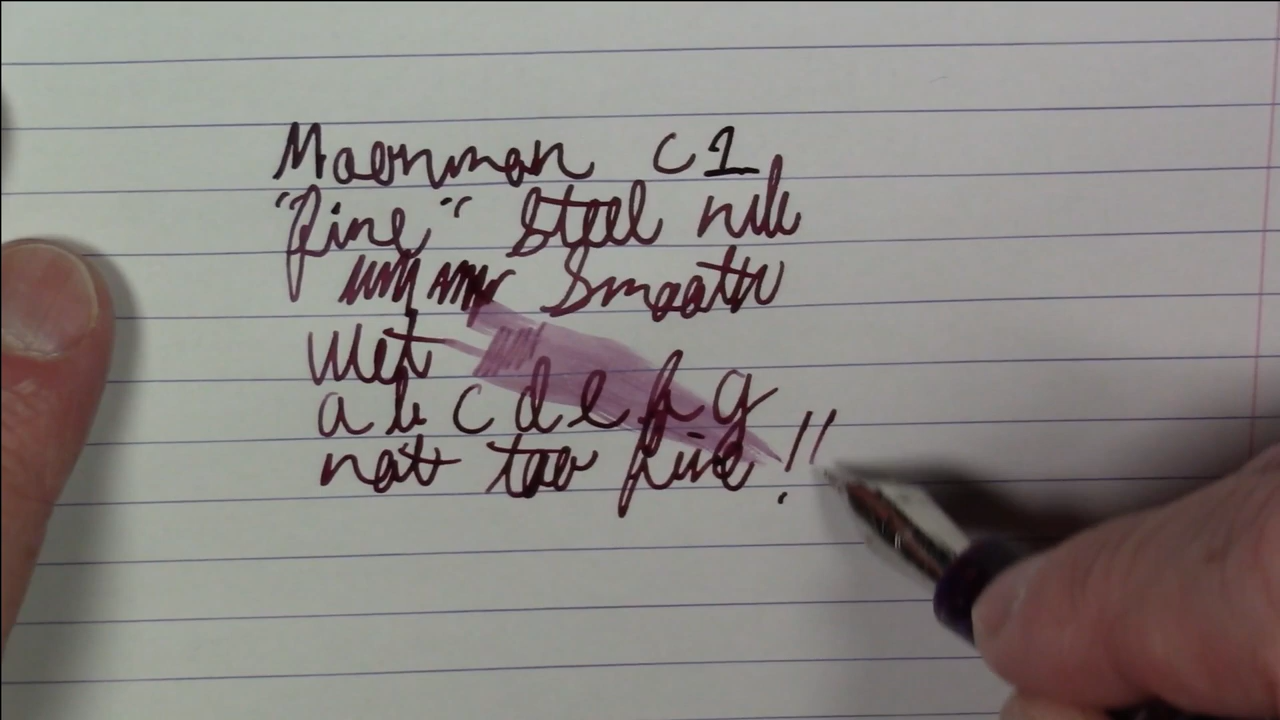 Moonman C1
"fine" Steel nib
Smooth
Wet
a b c d e f g
not too fine!!